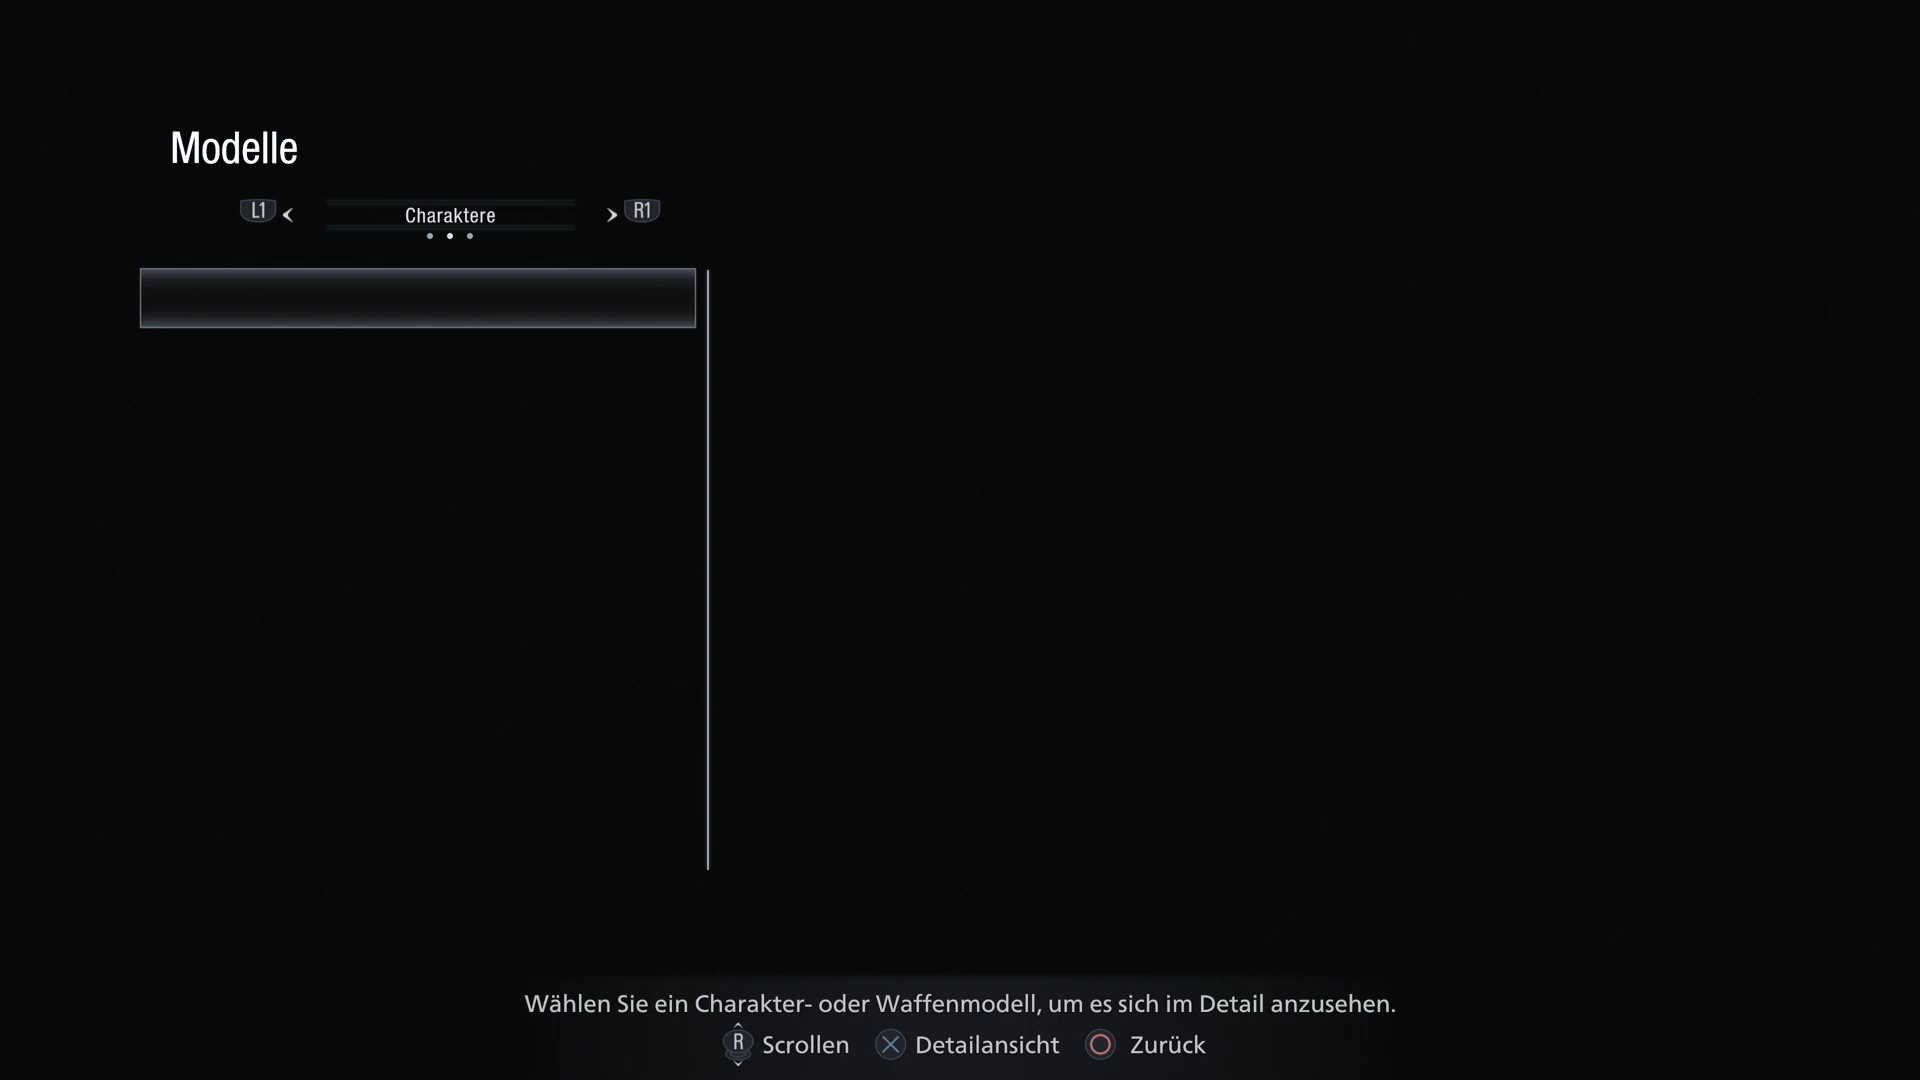 Modelle
L1 Charaktere R1
Wählen Sie ein Charakter- oder Waffenmodell, um es sich im Detail anzusehen.
R Scrollen Detailansicht Zurück